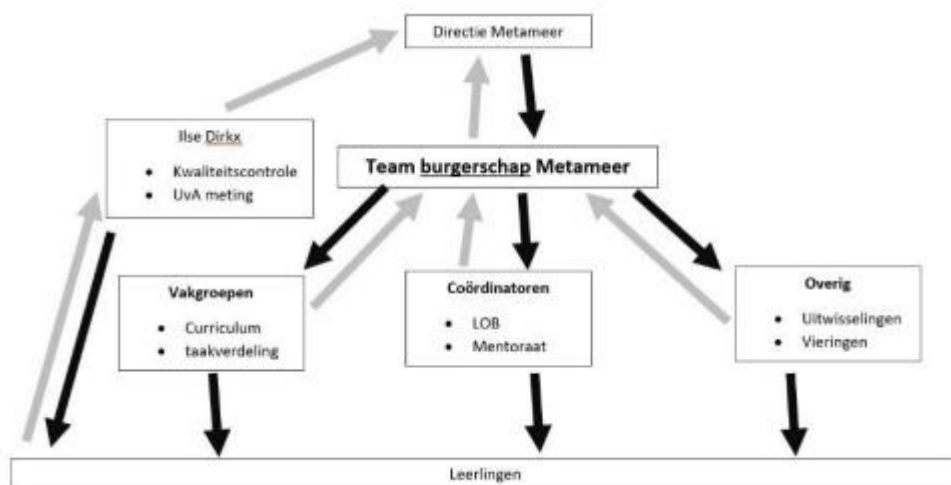 Directie Metameer
Ilse Dirkx
Kwaliteitscontrole
UvA meting
Team burgerschap Metameer
Vakgroepen
Curriculum
taakverdeling
Coördinatoren
LOB
Mentoraat
Overig
Uitwisselingen
Vieringen
Leerlingen